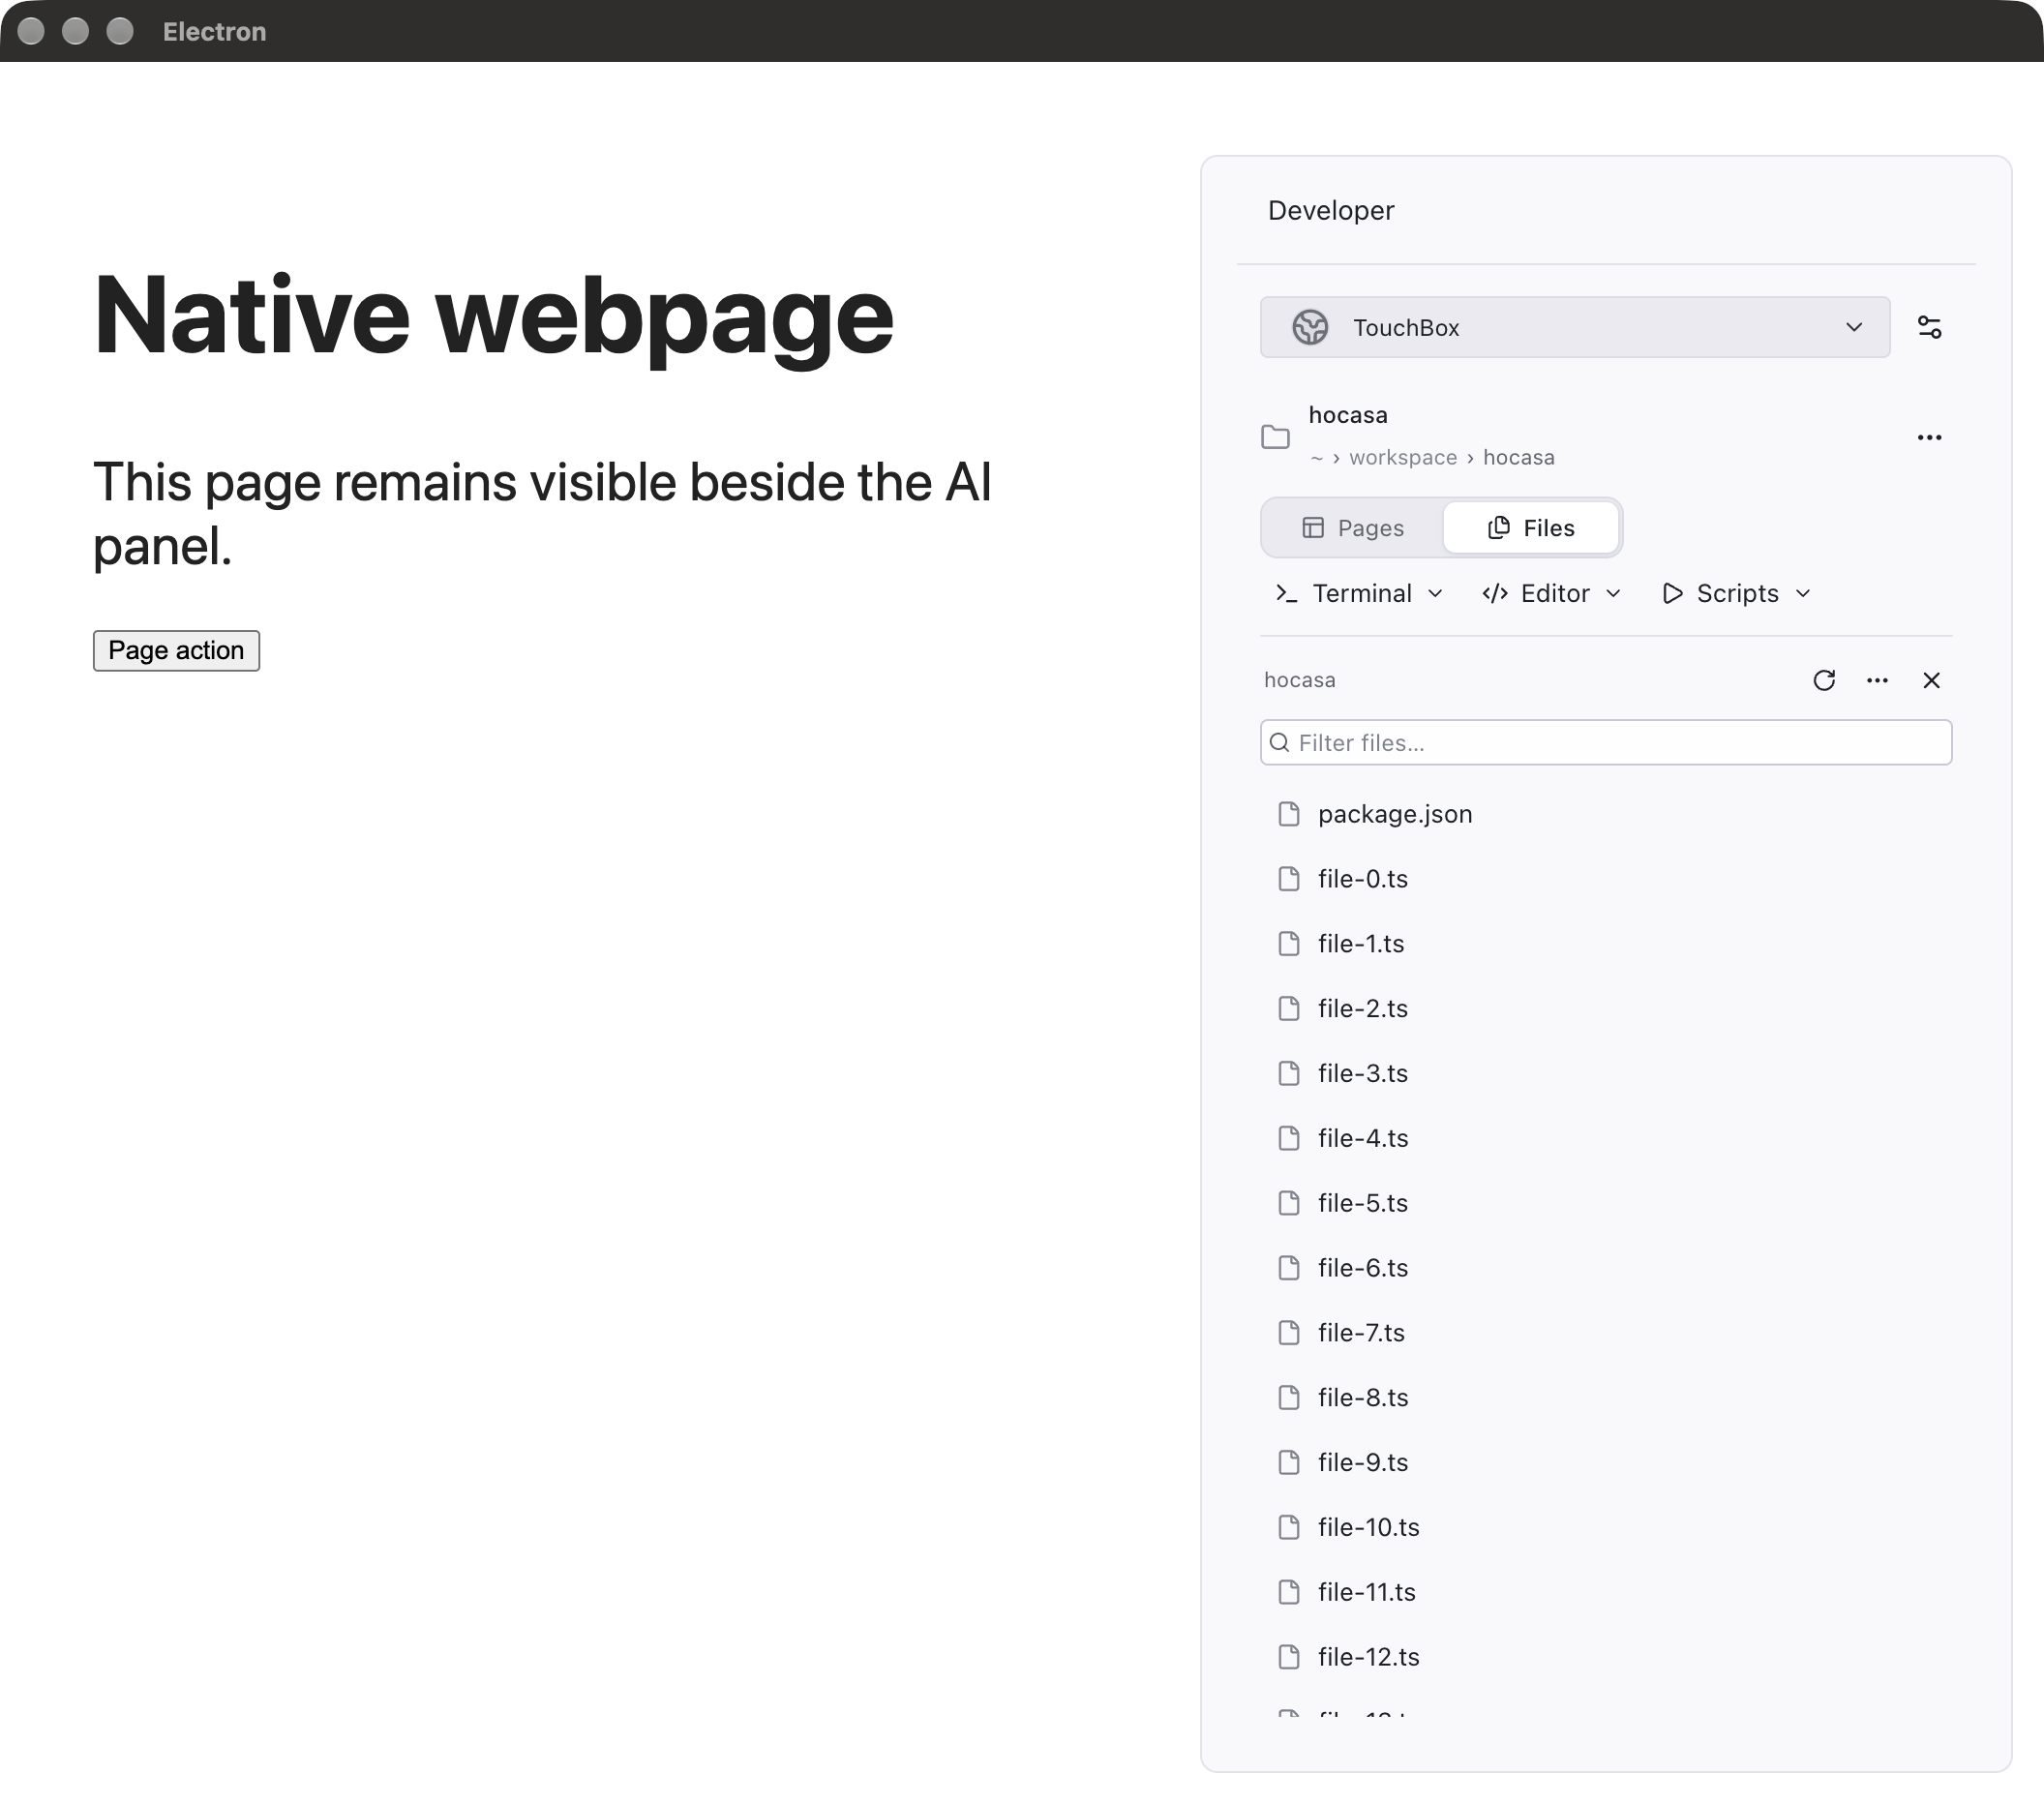 Electron
Native webpage
This page remains visible beside the AI
panel.
Page action
Developer
TouchBox
hocasa
~ › workspace › hocasa
Pages
Files
Terminal
Editor
Scripts
hocasa
Filter files...
package.json
file-0.ts
file-1.ts
file-2.ts
file-3.ts
file-4.ts
file-5.ts
file-6.ts
file-7.ts
file-8.ts
file-9.ts
file-10.ts
file-11.ts
file-12.ts